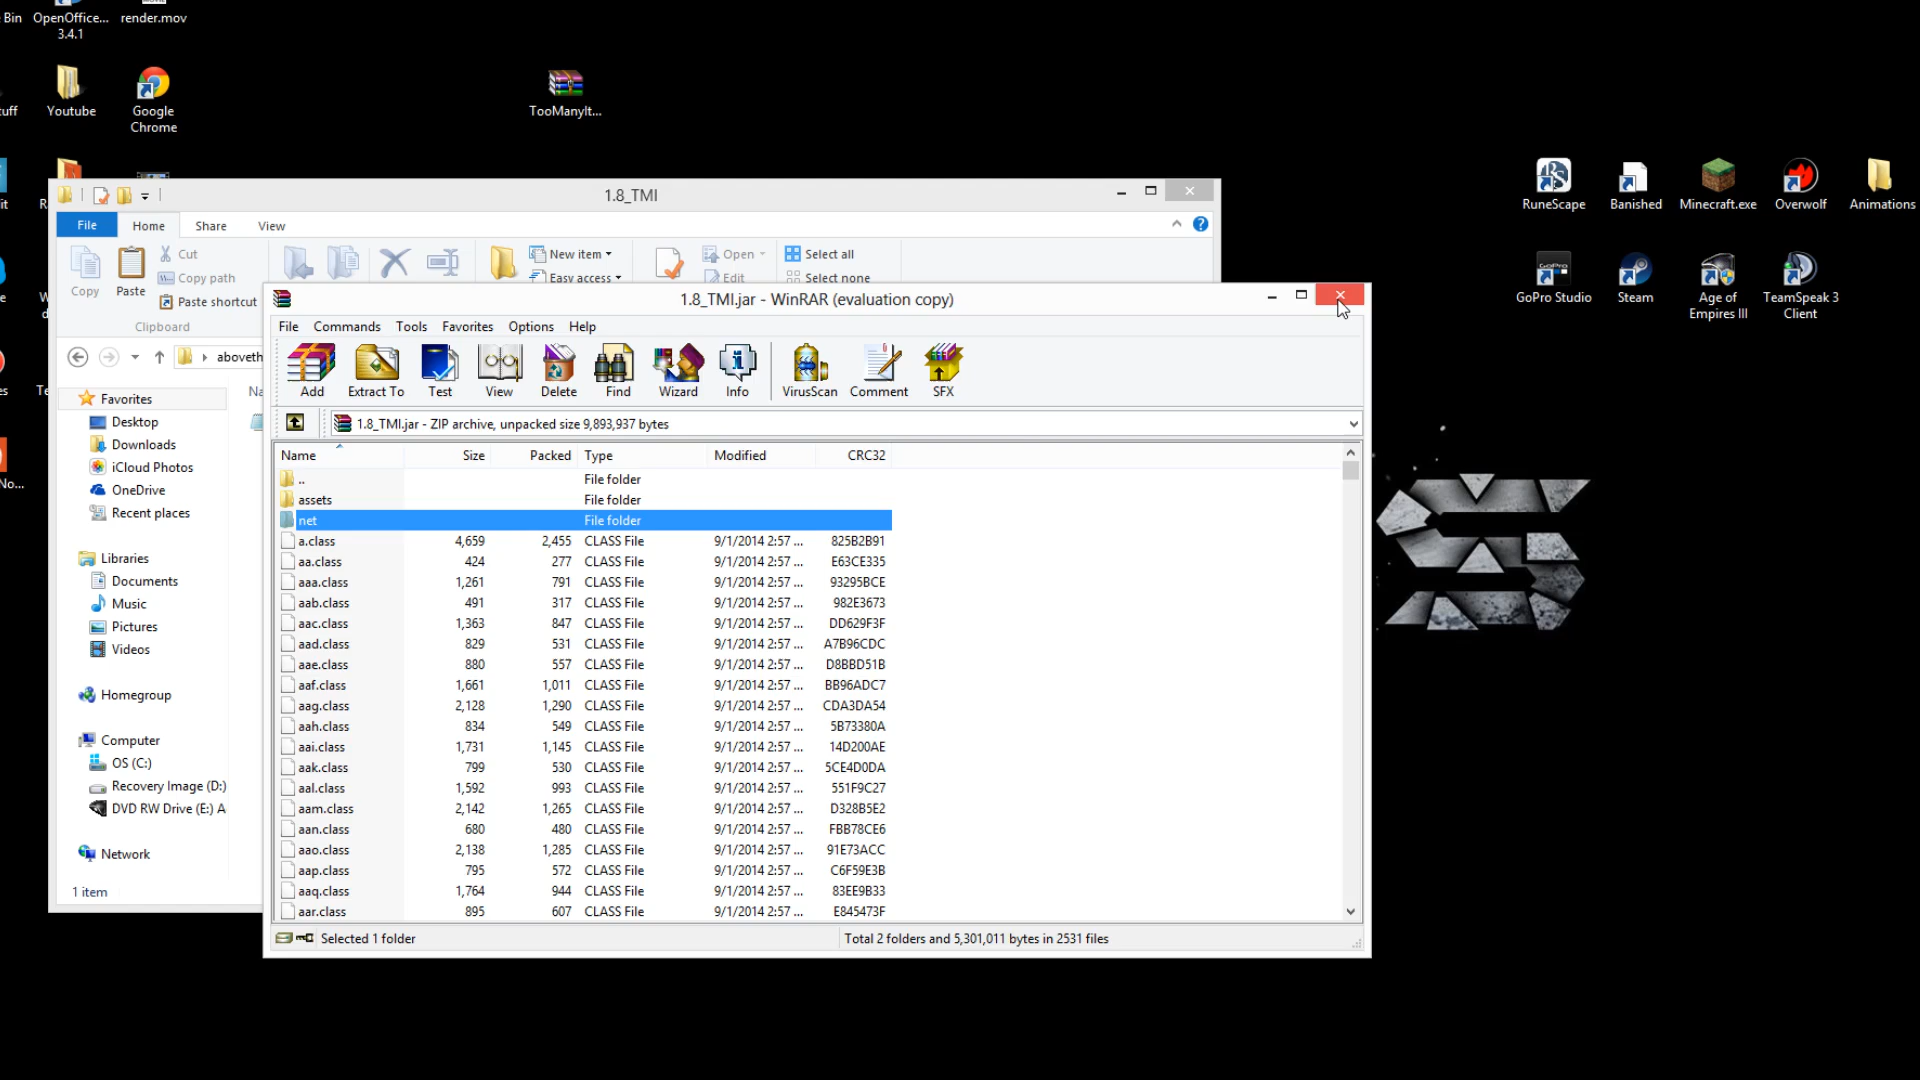 Bin
OpenOffice...
3.4.1
render.mov
Youtube
Google
Chrome
TooManyIt...
RuneScape
Banished
Minecraft.exe
Overwolf
Animations
GoPro Studio
Steam
Age of
Empires III
TeamSpeak 3
Client
1.8_TMI
File Home Share View
Copy
Paste
Cut
Copy path
Paste shortcut
Clipboard
New item
Easy access
Open
Edit
Select all
Select none
aboveth
Favorites
Desktop
Downloads
iCloud Photos
OneDrive
Recent places
Libraries
Documents
Music
Pictures
Videos
Homegroup
Computer
OS (C:)
Recovery Image (D:)
DVD RW Drive (E:) A
Network
1 item
1.8_TMI.jar - WinRAR (evaluation copy)
File Commands Tools Favorites Options Help
Add Extract To Test View Delete Find Wizard Info VirusScan Comment SFX
1.8_TMI.jar - ZIP archive, unpacked size 9,893,937 bytes
Name Size Packed Type Modified CRC32
.. File folder
assets File folder
net File folder
a.class 4,659 2,455 CLASS File 9/1/2014 2:57 ... 825B2B91
aa.class 424 277 CLASS File 9/1/2014 2:57 ... E63CE335
aaa.class 1,261 791 CLASS File 9/1/2014 2:57 ... 93295BCE
aab.class 491 317 CLASS File 9/1/2014 2:57 ... 982E3673
aac.class 1,363 847 CLASS File 9/1/2014 2:57 ... DD629F3F
aad.class 829 531 CLASS File 9/1/2014 2:57 ... A7B96CDC
aae.class 880 557 CLASS File 9/1/2014 2:57 ... D8BBD51B
aaf.class 1,661 1,011 CLASS File 9/1/2014 2:57 ... BB96ADC7
aag.class 2,128 1,290 CLASS File 9/1/2014 2:57 ... CDA3DA54
aah.class 834 549 CLASS File 9/1/2014 2:57 ... 5B73380A
aai.class 1,731 1,145 CLASS File 9/1/2014 2:57 ... 14D200AE
aak.class 799 530 CLASS File 9/1/2014 2:57 ... 5CE4D0DA
aal.class 1,592 993 CLASS File 9/1/2014 2:57 ... 551F9C27
aam.class 2,142 1,265 CLASS File 9/1/2014 2:57 ... D328B5E2
aan.class 680 480 CLASS File 9/1/2014 2:57 ... FBB78CE6
aao.class 2,138 1,285 CLASS File 9/1/2014 2:57 ... 91E73ACC
aap.class 795 572 CLASS File 9/1/2014 2:57 ... C6F59E3B
aaq.class 1,764 944 CLASS File 9/1/2014 2:57 ... 83EE9B33
aar.class 895 607 CLASS File 9/1/2014 2:57 ... E845473F
Selected 1 folder
Total 2 folders and 5,301,011 bytes in 2531 files